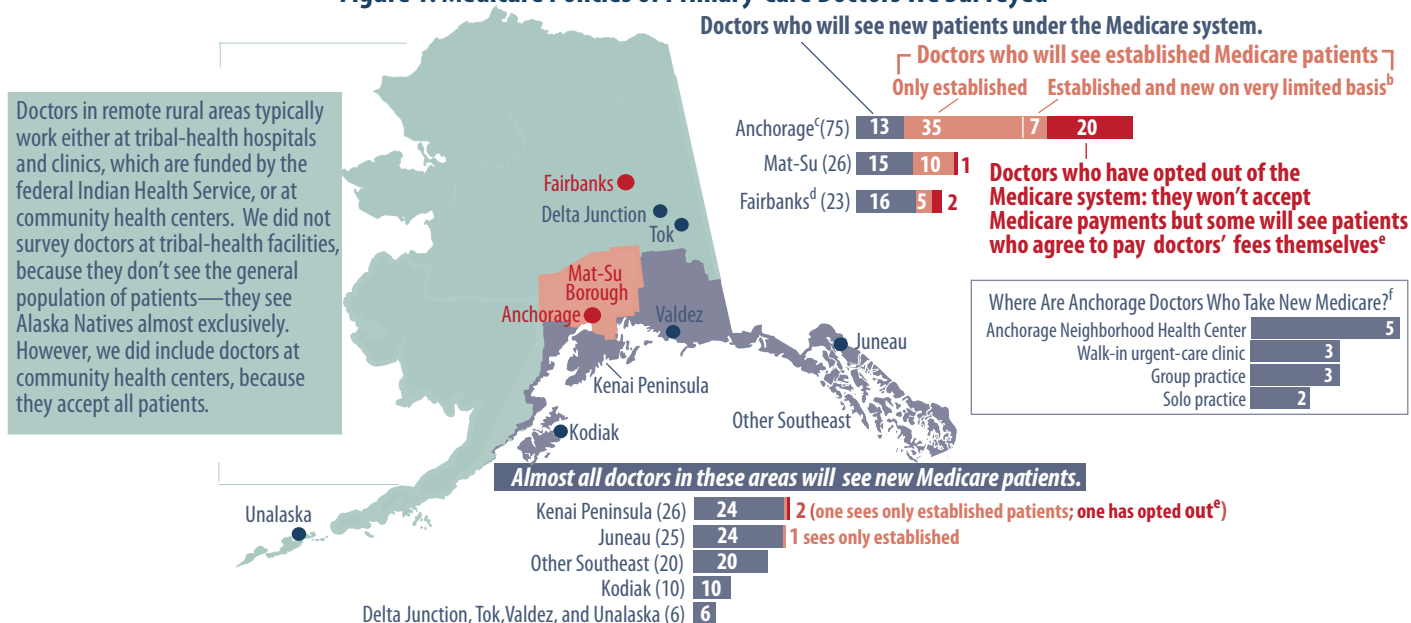 Doctors who will see new patients under the Medicare system.
Doctors who will see established Medicare patients
Only established
Established and new on very limited basisᵇ
Anchorageᶜ(75) 13 35 7 20
Mat-Su (26) 15 10 1
Fairbanksᵈ (23) 16 5 2
Doctors who have opted out of the
Medicare system: they won't accept
Medicare payments but some will see patients
who agree to pay doctors' fees themselvesᵉ
Doctors in remote rural areas typically
work either at tribal-health hospitals
and clinics, which are funded by the
federal Indian Health Service, or at
community health centers. We did not
survey doctors at tribal-health facilities,
because they don't see the general
population of patients—they see
Alaska Natives almost exclusively.
However, we did include doctors at
community health centers, because
they accept all patients.
Fairbanks
Delta Junction
Tok
Mat-Su
Borough
Anchorage
Valdez
Juneau
Kenai Peninsula
Other Southeast
Kodiak
Unalaska
Where Are Anchorage Doctors Who Take New Medicare?ᶠ
Anchorage Neighborhood Health Center 5
Walk-in urgent-care clinic 3
Group practice 3
Solo practice 2
Almost all doctors in these areas will see new Medicare patients.
Kenai Peninsula (26) 24 2 (one sees only established patients; one has opted outᵉ)
Juneau (25) 24 1 sees only established
Other Southeast (20) 20
Kodiak (10) 10
Delta Junction, Tok,Valdez, and Unalaska (6) 6